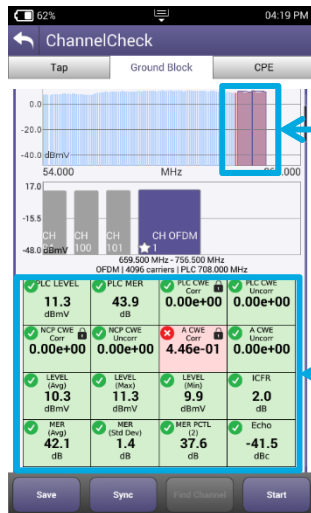 62% 04:19 PM
ChannelCheck
Tap Ground Block CPE
0.0
-20.0
-40.0 dBmV
54.000 MHz .000
17.0
-15.5
CH CH CH OFDM
100 101 1
-48.0 dBmV
659.500 MHz - 756.500 MHz
OFDM | 4096 carriers | PLC 708.000 MHz
PLC LEVEL PLC MER PLC CWE Corr PLC CWE Uncorr
11.3 43.9 0.00e+00 0.00e+00
dBmV dB
NCP CWE Corr NCP CWE Uncorr A CWE Corr A CWE Uncorr
0.00e+00 0.00e+00 4.46e-01 0.00e+00
LEVEL (Avg) LEVEL (Max) LEVEL (Min) ICFR
10.3 11.3 9.9 2.0
dBmV dBmV dBmV dB
MER (Avg) MER (Std Dev) MER PCTL (2) Echo
42.1 1.4 37.6 -41.5
dB dB dB dBc
Save Sync Find Channel Start